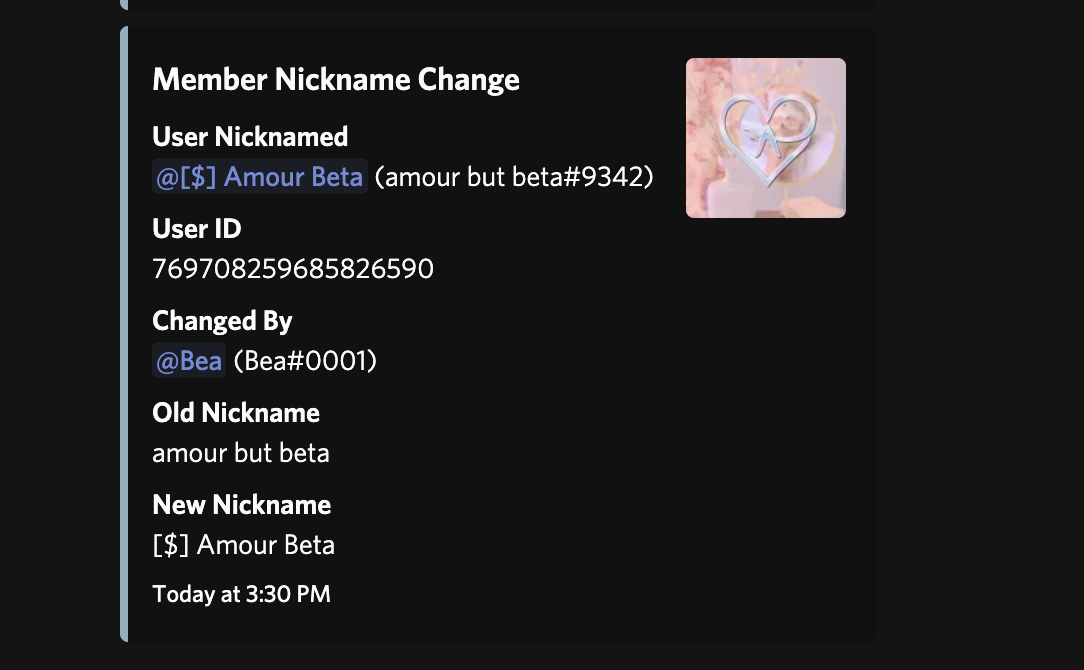 Member Nickname Change
User Nicknamed
@[$] Amour Beta (amour but beta#9342)
User ID
769708259685826590
Changed By
@Bea (Bea#0001)
Old Nickname
amour but beta
New Nickname
[$] Amour Beta
Today at 3:30 PM
A